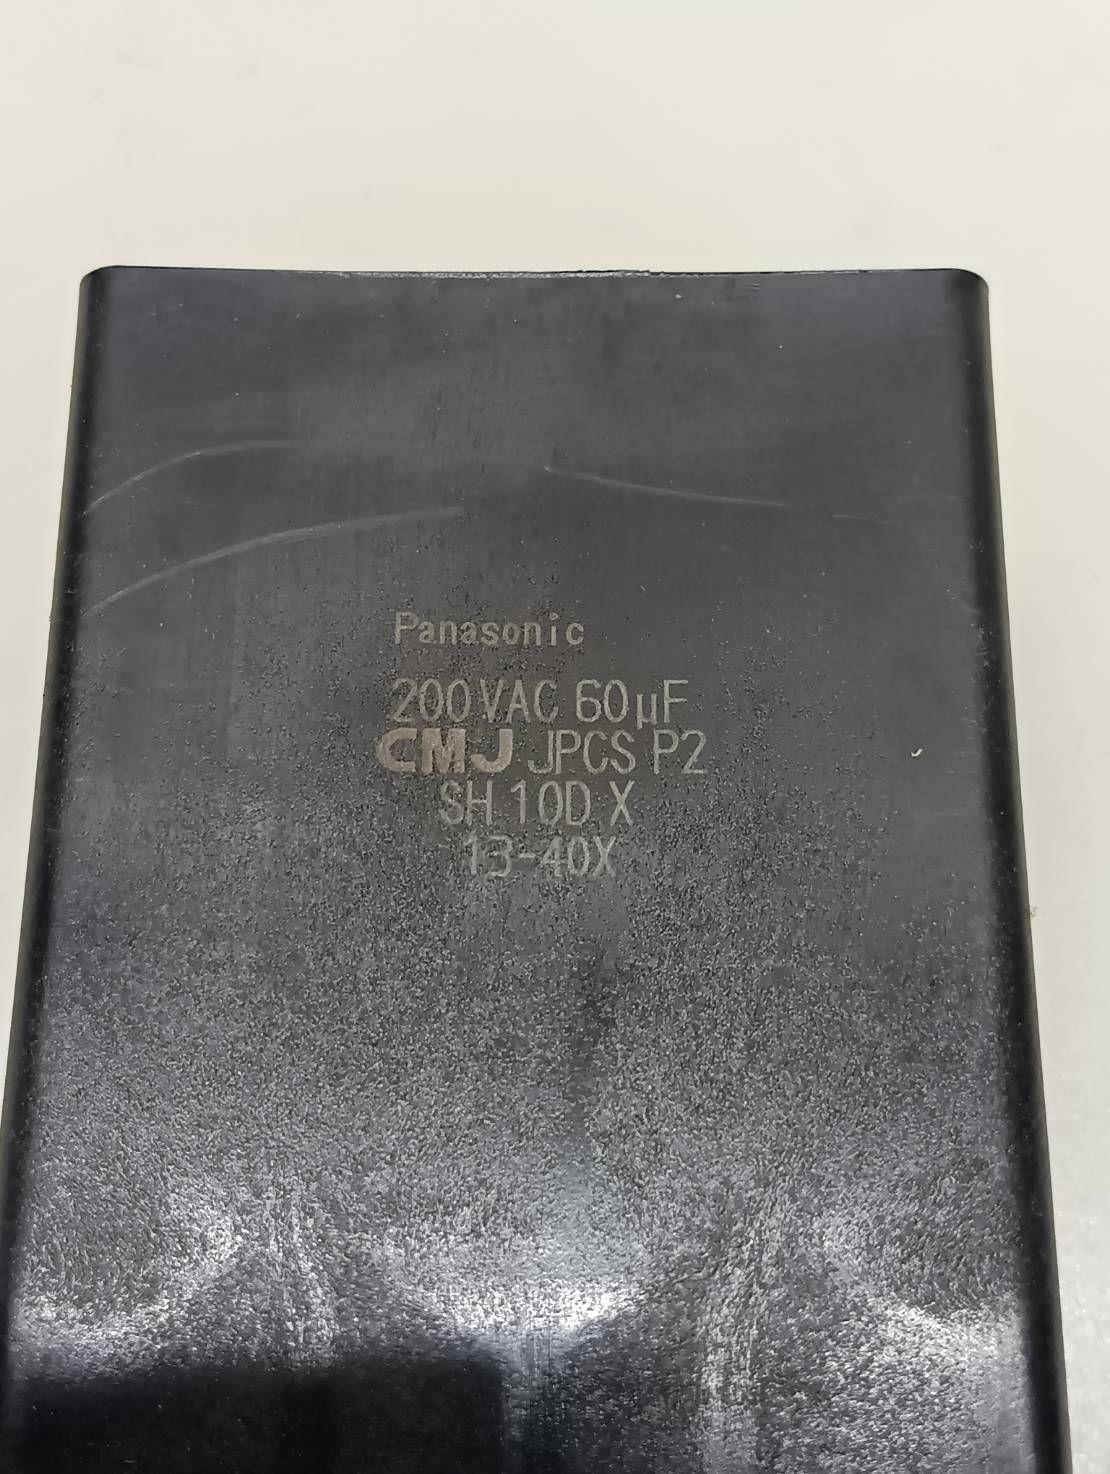 Panasonic
200VAC 60µF
CMJ JPCS P2
SH 10D X
13-40X